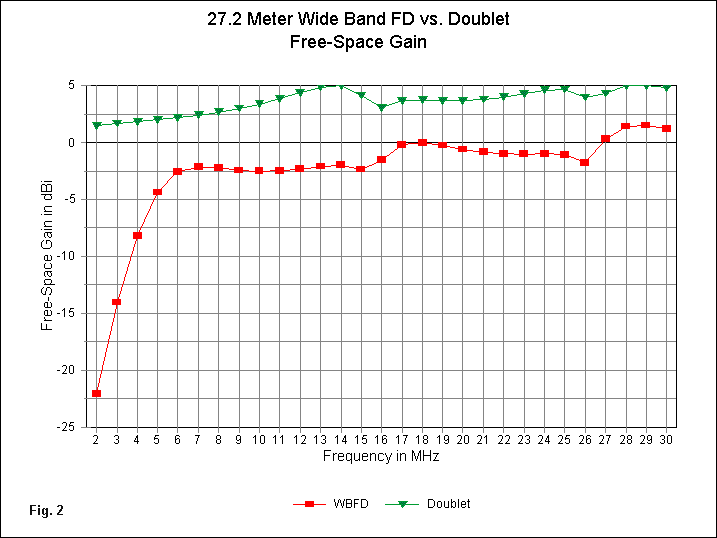 27.2 Meter Wide Band FD vs. Doublet
Free-Space Gain
Free-Space Gain in dBi
5
0
-5
-10
-15
-20
-25
2 3 4 5 6 7 8 9 10 11 12 13 14 15 16 17 18 19 20 21 22 23 24 25 26 27 28 29 30
Frequency in MHz
WBFD Doublet
Fig. 2